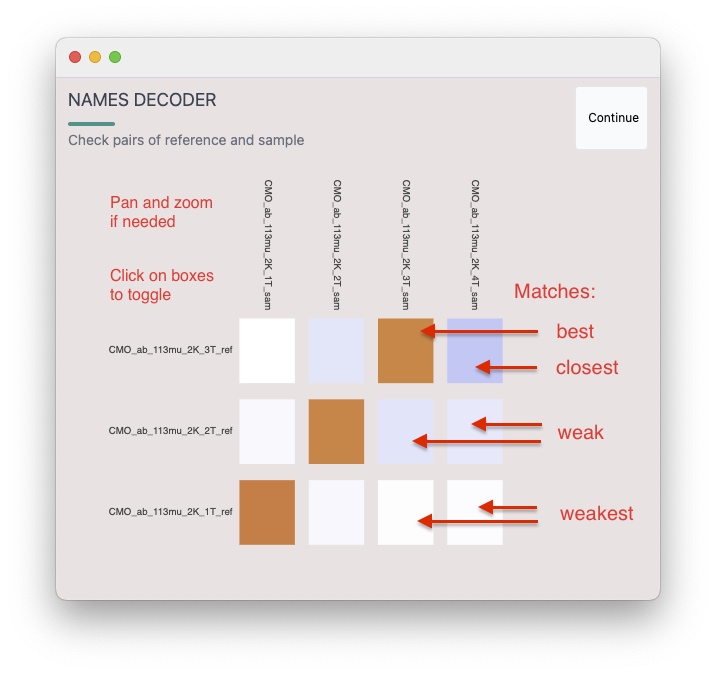 NAMES DECODER
Continue
Check pairs of reference and sample
Pan and zoom
if needed
Click on boxes
to toggle
CMO_ab_113mu_2K_1T_sam
CMO_ab_113mu_2K_2T_sam
CMO_ab_113mu_2K_3T_sam
CMO_ab_113mu_2K_4T_sam
Matches:
CMO_ab_113mu_2K_3T_ref
best
closest
CMO_ab_113mu_2K_2T_ref
weak
CMO_ab_113mu_2K_1T_ref
weakest